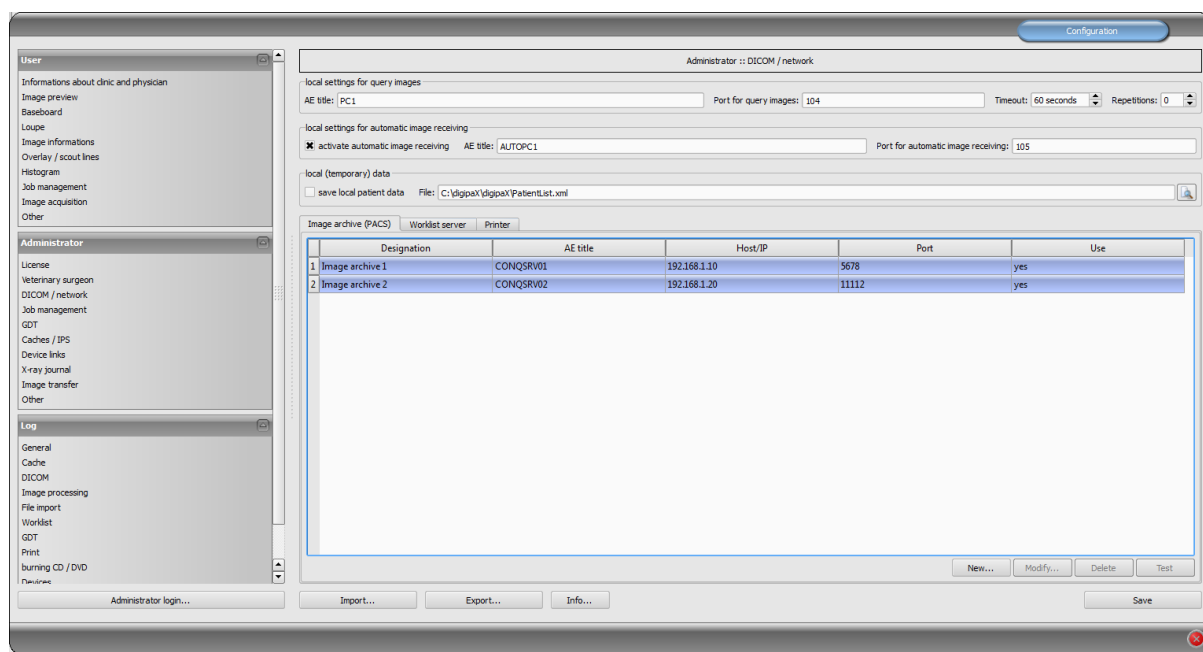 Configuration
User
Informations about clinic and physician
Image preview
Baseboard
Loupe
Image informations
Overlay / scout lines
Histogram
Job management
Image acquisition
Other
Administrator
License
Veterinary surgeon
DICOM / network
Job management
GDT
Caches / IPS
Device links
X-ray journal
Image transfer
Other
Log
General
Cache
DICOM
Image processing
File import
Worklist
GDT
Print
burning CD / DVD
Devices
Administrator login...
Administrator :: DICOM / network
local settings for query images
AE title: PC1 Port for query images: 104 Timeout: 60 seconds Repetitions: 0
local settings for automatic image receiving
activate automatic image receiving AE title: AUTOPC1 Port for automatic image receiving: 105
local (temporary) data
save local patient data File: C:\digipaX\digipaX\PatientList.xml
Image archive (PACS) Worklist server Printer
Designation AE title Host/IP Port Use
1 Image archive 1 CONQSRV01 192.168.1.10 5678 yes
2 Image archive 2 CONQSRV02 192.168.1.20 11112 yes
New... Modify... Delete Test
Import... Export... Info... Save